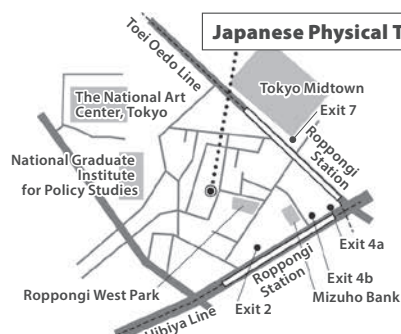 Toei Oedo Line
Japanese Physical T
Tokyo Midtown
The National Art
Center, Tokyo
Exit 7
Roppongi
Station
National Graduate
Institute
for Policy Studies
Exit 4a
Roppongi
Station
Exit 4b
Roppongi West Park
Exit 2
Mizuho Bank
Hibiya Line